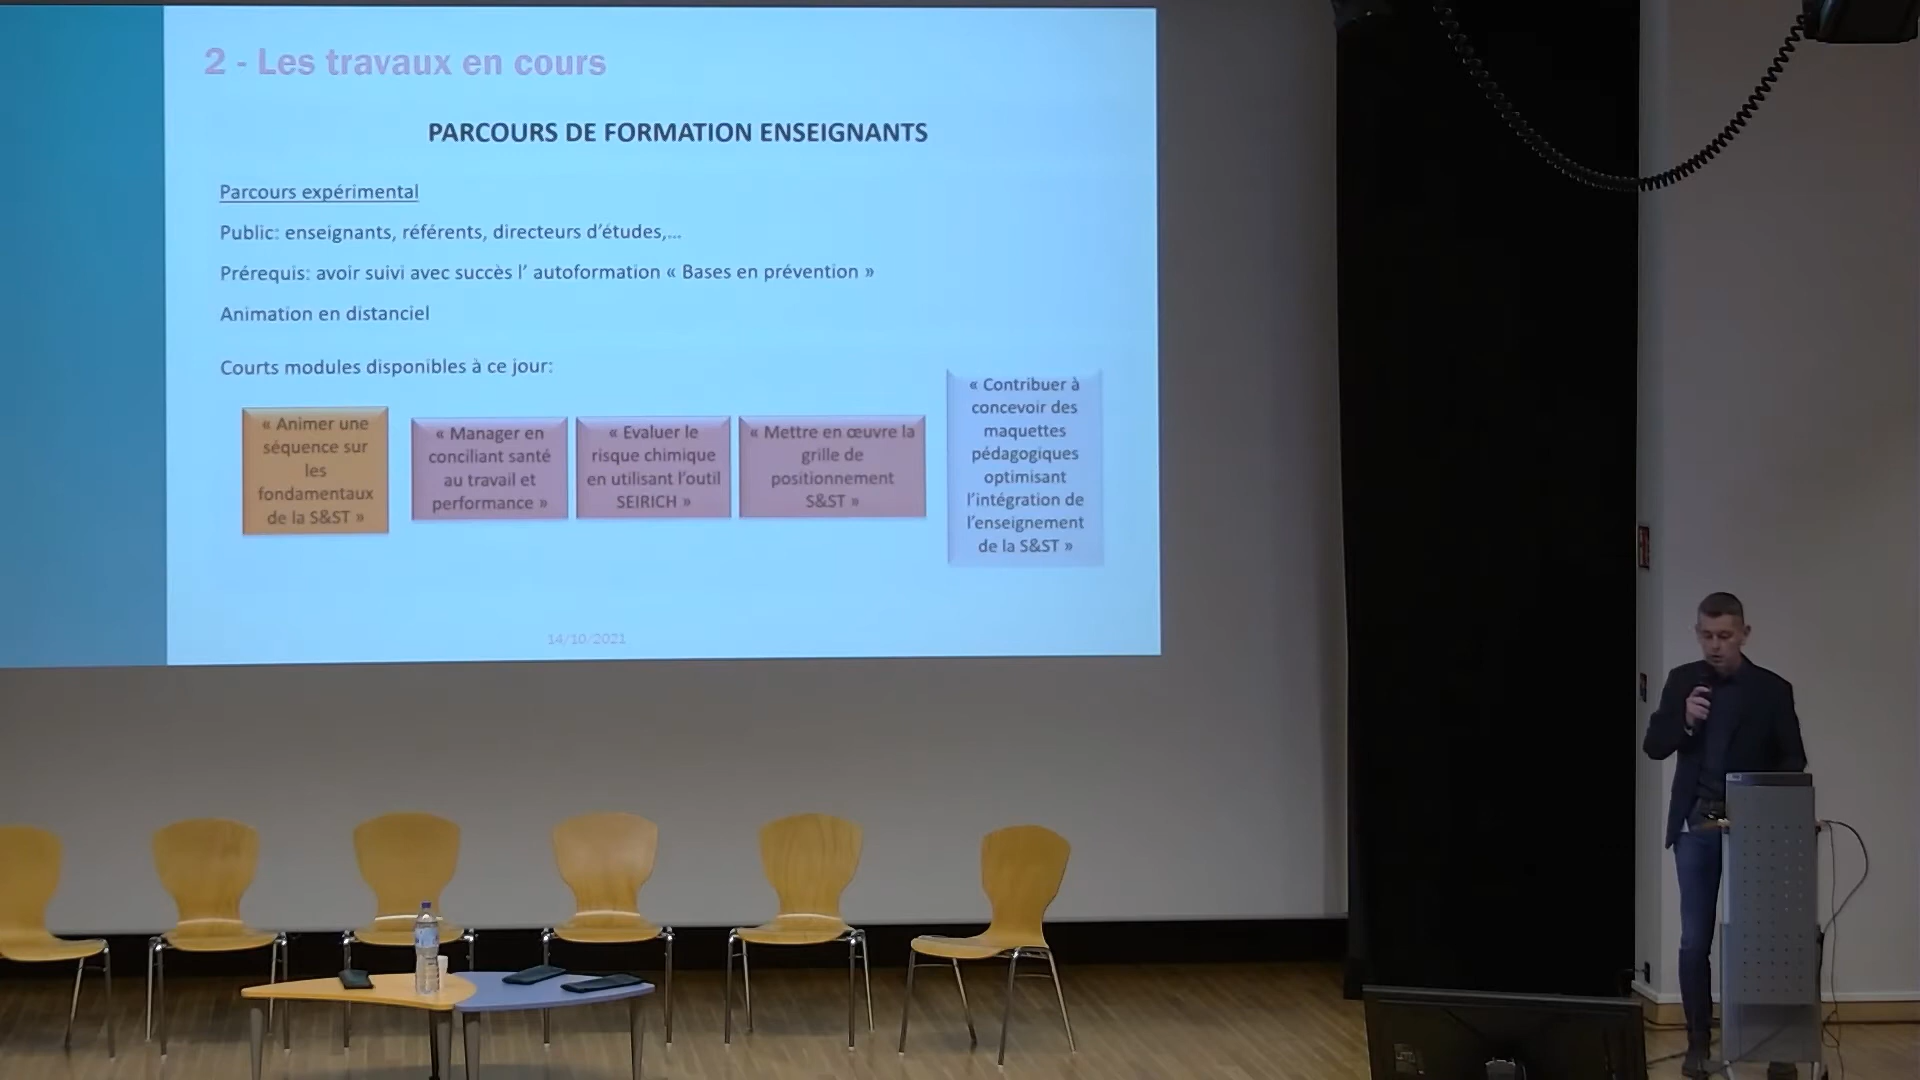 2 - Les travaux en cours
PARCOURS DE FORMATION ENSEIGNANTS
Parcours expérimental
Public: enseignants, référents, directeurs d'études,...
Prérequis: avoir suivi avec succès l' autoformation « Bases en prévention »
Animation en distanciel
Courts modules disponibles à ce jour:
« Animer une
séquence sur
les
fondamentaux
de la S&ST »
« Manager en
conciliant santé
au travail et
performance »
« Evaluer le
risque chimique
en utilisant l'outil
SEIRICH »
« Mettre en œuvre la
grille de
positionnement
S&ST »
« Contribuer à
concevoir des
maquettes
pédagogiques
optimisant
l'intégration de
l'enseignement
de la S&ST »
14/10/2021